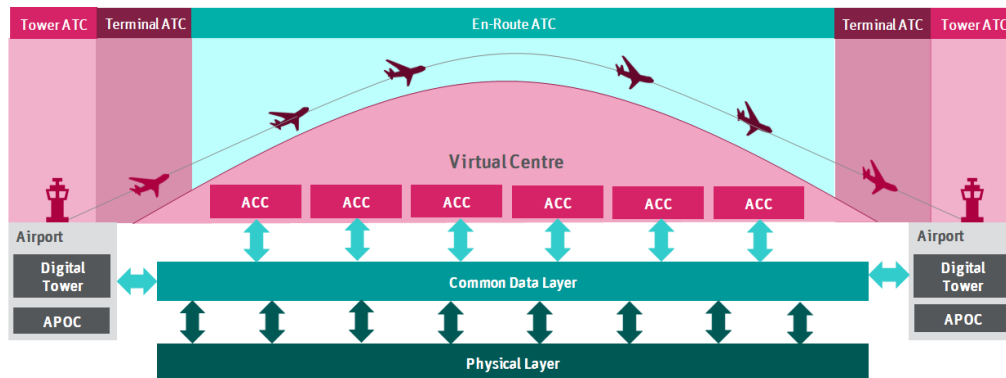 Tower ATC
Terminal ATC
En-Route ATC
Terminal ATC
Tower ATC
Virtual Centre
ACC
ACC
ACC
ACC
ACC
ACC
Airport
Digital
Tower
APOC
Common Data Layer
Airport
Digital
Tower
APOC
Physical Layer